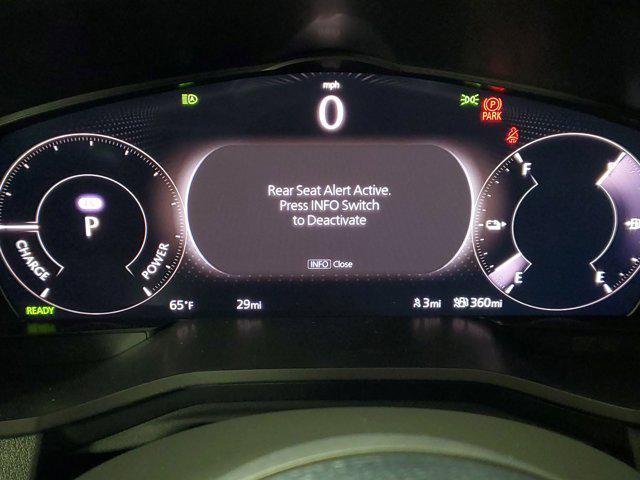 mph
0
PARK
Rear Seat Alert Active.
Press INFO Switch
to Deactivate
INFO Close
P
CHARGE
POWER
F
E
F
E
READY
65°F
29mi
3mi
360mi